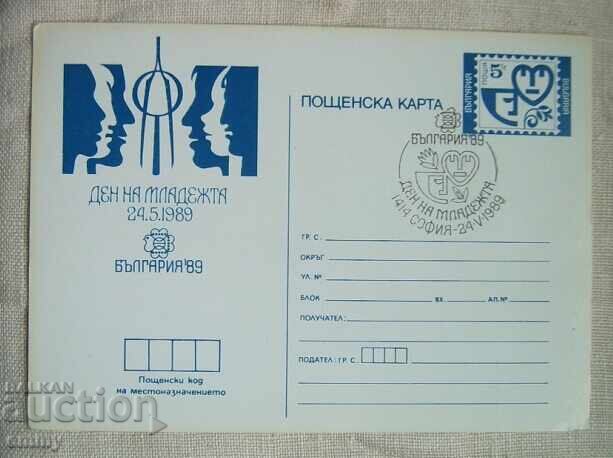 ДЕН НА МЛАДЕЖТА
24.5.1989
БЪЛГАРИЯ'89
Пощенски код
на местоназначението
ПОЩЕНСКА КАРТА
БЪЛГАРИЯ
ПОЩА
5
БЪЛГАРИЯ'89
ДЕН НА МЛАДЕЖТА
1414 СОФИЯ-24.V.1989
ГР. С.
ОКРЪГ
УЛ. №
БЛОК ВХ. АП. №
ПОЛУЧАТЕЛ:
ПОДАТЕЛ: ГР. С.
BALKAN
auction
emmy